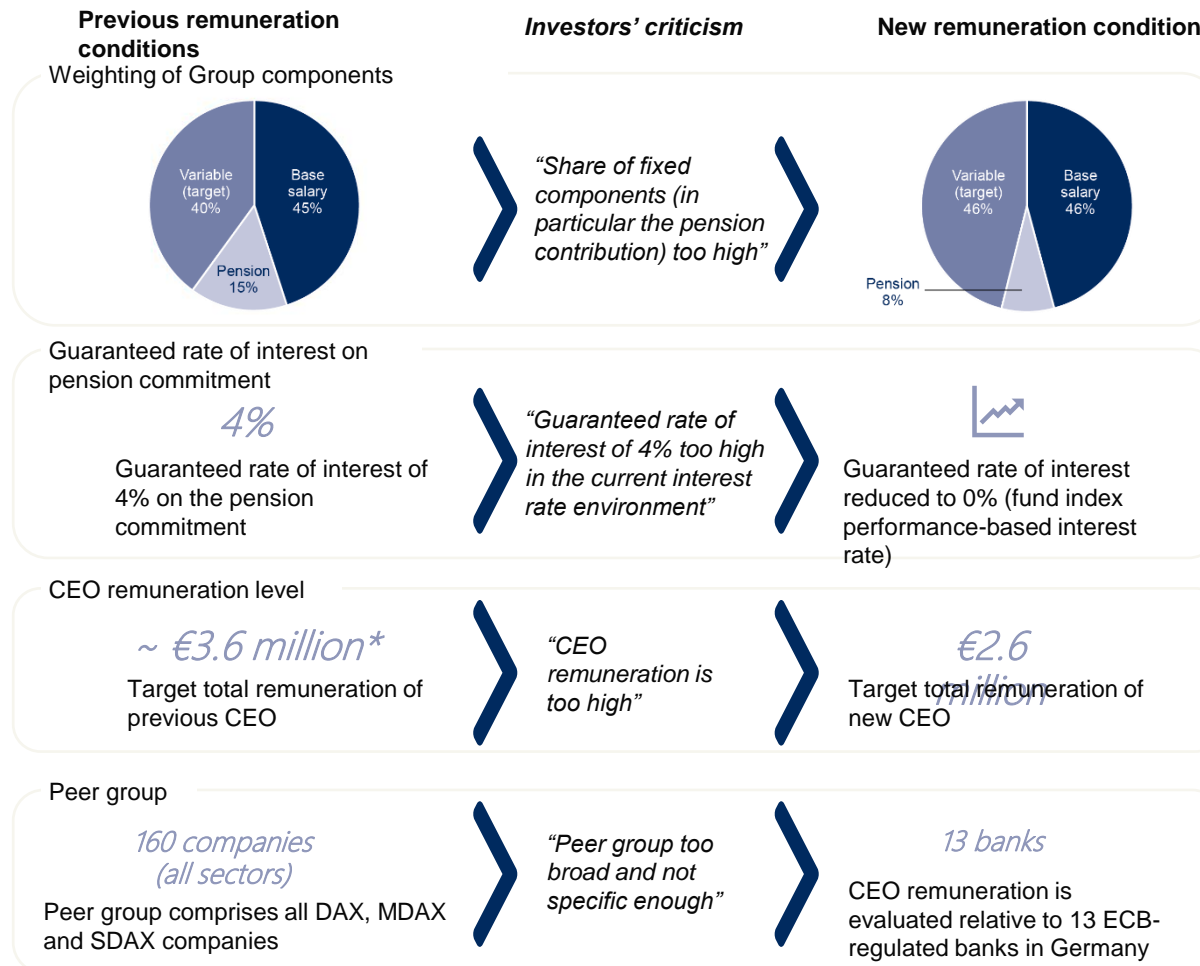 Previous remuneration
conditions
Investors’ criticism
New remuneration condition
Weighting of Group components
Variable
(target)
40%
Base
salary
45%
Pension
15%
“Share of fixed
components (in
particular the pension
contribution) too high”
Variable
(target)
46%
Base
salary
46%
Pension
8%
Guaranteed rate of interest on
pension commitment
4%
Guaranteed rate of interest of
4% on the pension
commitment
“Guaranteed rate of
interest of 4% too high
in the current interest
rate environment”
Guaranteed rate of interest
reduced to 0% (fund index
performance-based interest
rate)
CEO remuneration level
~ €3.6 million*
Target total remuneration of
previous CEO
“CEO
remuneration is
too high”
€2.6
million
Target total remuneration of
new CEO
Peer group
160 companies
(all sectors)
Peer group comprises all DAX, MDAX
and SDAX companies
“Peer group too
broad and not
specific enough”
13 banks
CEO remuneration is
evaluated relative to 13 ECB-
regulated banks in Germany